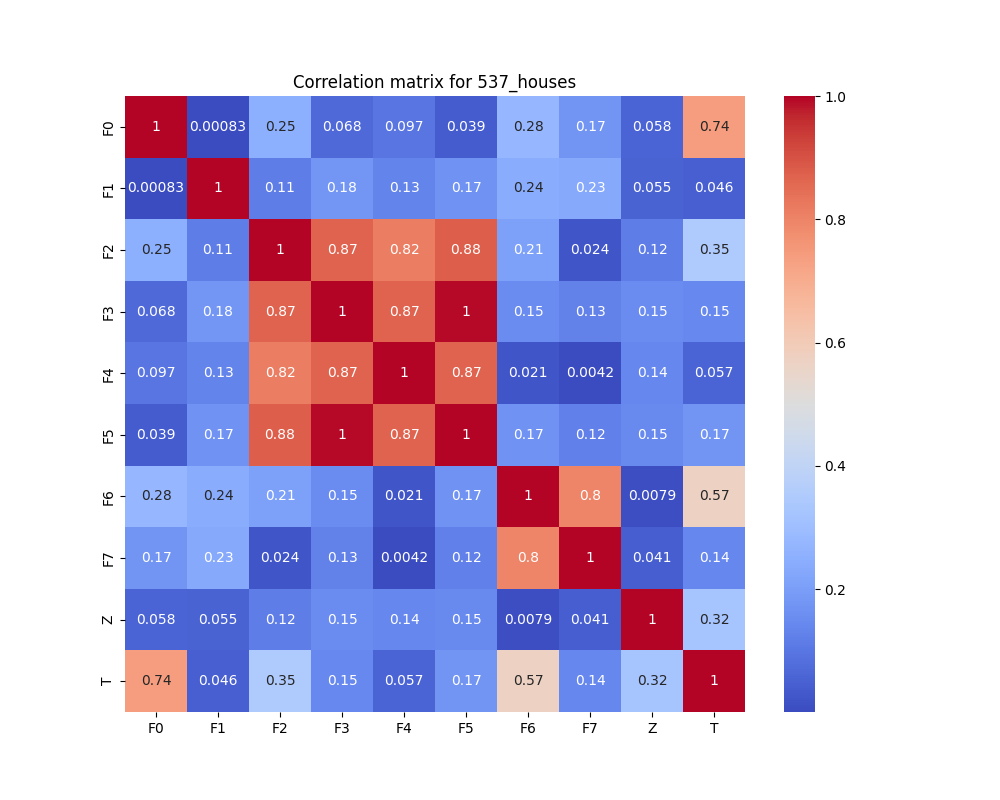 Correlation matrix for 537_houses
F0 1 0.00083 0.25 0.068 0.097 0.039 0.28 0.17 0.058 0.74
F1 0.00083 1 0.11 0.18 0.13 0.17 0.24 0.23 0.055 0.046
F2 0.25 0.11 1 0.87 0.82 0.88 0.21 0.024 0.12 0.35
F3 0.068 0.18 0.87 1 0.87 1 0.15 0.13 0.15 0.15
F4 0.097 0.13 0.82 0.87 1 0.87 0.021 0.0042 0.14 0.057
F5 0.039 0.17 0.88 1 0.87 1 0.17 0.12 0.15 0.17
F6 0.28 0.24 0.21 0.15 0.021 0.17 1 0.8 0.0079 0.57
F7 0.17 0.23 0.024 0.13 0.0042 0.12 0.8 1 0.041 0.14
Z 0.058 0.055 0.12 0.15 0.14 0.15 0.0079 0.041 1 0.32
T 0.74 0.046 0.35 0.15 0.057 0.17 0.57 0.14 0.32 1
F0 F1 F2 F3 F4 F5 F6 F7 Z T
1.0
0.8
0.6
0.4
0.2